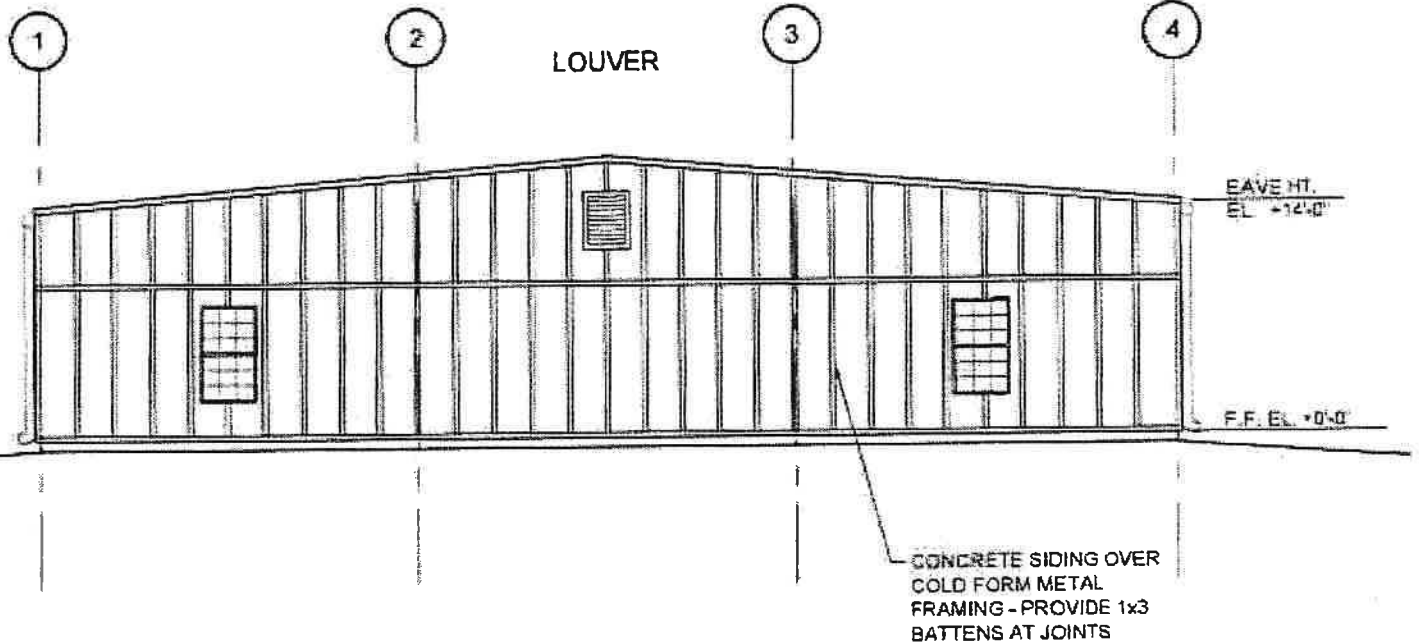 1 2 3 4
LOUVER
EAVE HT.
EL. +14'-0"
F.F. EL. +0'-0"
CONCRETE SIDING OVER
COLD FORM METAL
FRAMING - PROVIDE 1x3
BATTENS AT JOINTS